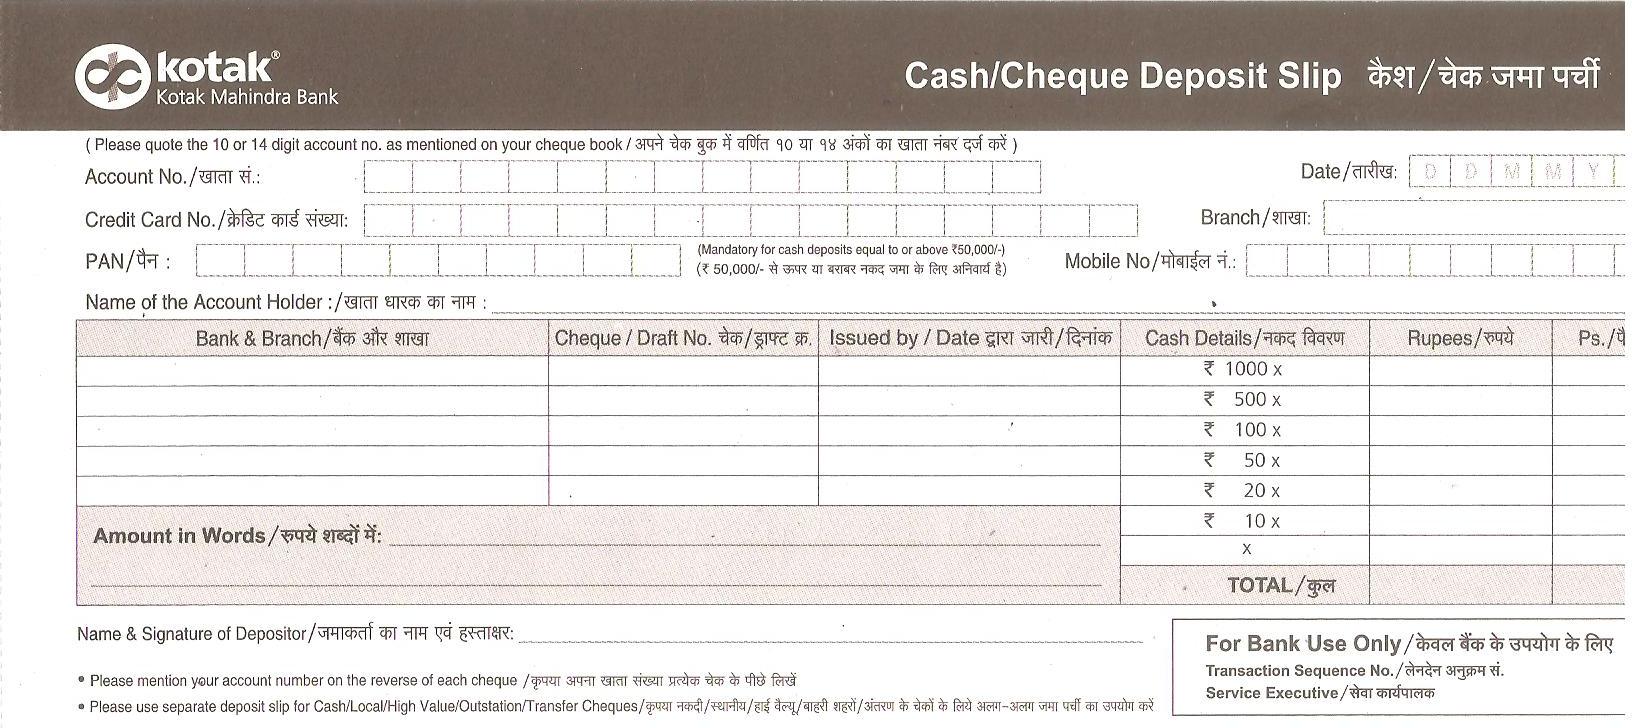 kotak®
Kotak Mahindra Bank
Cash/Cheque Deposit Slip कैश/चेक जमा पर्ची
( Please quote the 10 or 14 digit account no. as mentioned on your cheque book / अपने चेक बुक में वर्णित १० या १४ अंकों का खाता नंबर दर्ज करें )
Account No./खाता सं.:
Date/तारीख: D D M M Y
Credit Card No./क्रेडिट कार्ड संख्या:
Branch/शाखा:
PAN/पैन :
(Mandatory for cash deposits equal to or above ₹50,000/-)
(₹ 50,000/- से ऊपर या बराबर नकद जमा के लिए अनिवार्य है)
Mobile No/मोबाईल नं.:
Name of the Account Holder :/खाता धारक का नाम :
Bank & Branch/बैंक और शाखा Cheque / Draft No. चेक/ड्राफ्ट क्र. Issued by / Date द्वारा जारी/दिनांक Cash Details/नकद विवरण Rupees/रुपये Ps./पै
₹ 1000 x
₹ 500 x
₹ 100 x
₹ 50 x
₹ 20 x
₹ 10 x
x
Amount in Words/रुपये शब्दों में:
TOTAL/कुल
Name & Signature of Depositor/जमाकर्ता का नाम एवं हस्ताक्षर:
For Bank Use Only/केवल बैंक के उपयोग के लिए
Transaction Sequence No./लेनदेन अनुक्रम सं.
Service Executive/सेवा कार्यपालक
• Please mention your account number on the reverse of each cheque /कृपया अपना खाता संख्या प्रत्येक चेक के पीछे लिखें
• Please use separate deposit slip for Cash/Local/High Value/Outstation/Transfer Cheques/कृपया नकदी/स्थानीय/हाई वैल्यू/बाहरी शहरों/अंतरण के चेकों के लिये अलग-अलग जमा पर्ची का उपयोग करें